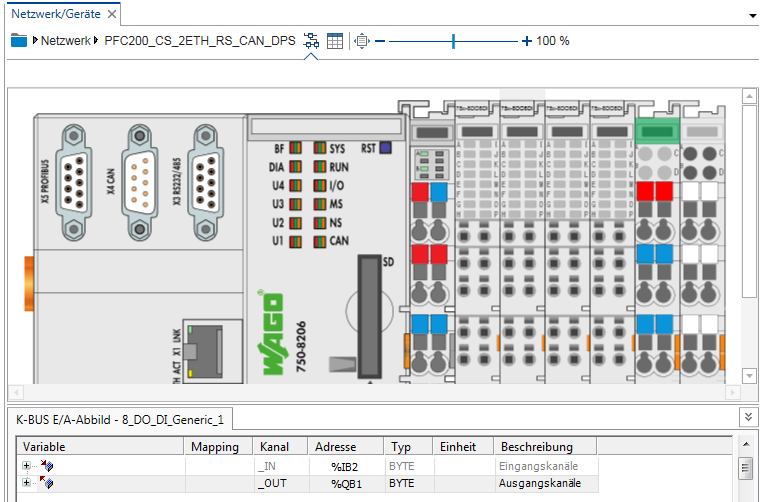 Netzwerk/Geräte
Netzwerk PFC200_CS_2ETH_RS_CAN_DPS 100 %
X5 PROFIBUS
X4 CAN
X3 RS232/485
BF SYS RST
DIA RUN
U4 I/O
U3 MS
U2 NS
U1 CAN
SD
WAGO
750-8206
ACT X1 LNK
K-BUS E/A-Abbild - 8_DO_DI_Generic_1
Variable Mapping Kanal Adresse Typ Einheit Beschreibung
_IN %IB2 BYTE Eingangskanäle
_OUT %QB1 BYTE Ausgangskanäle